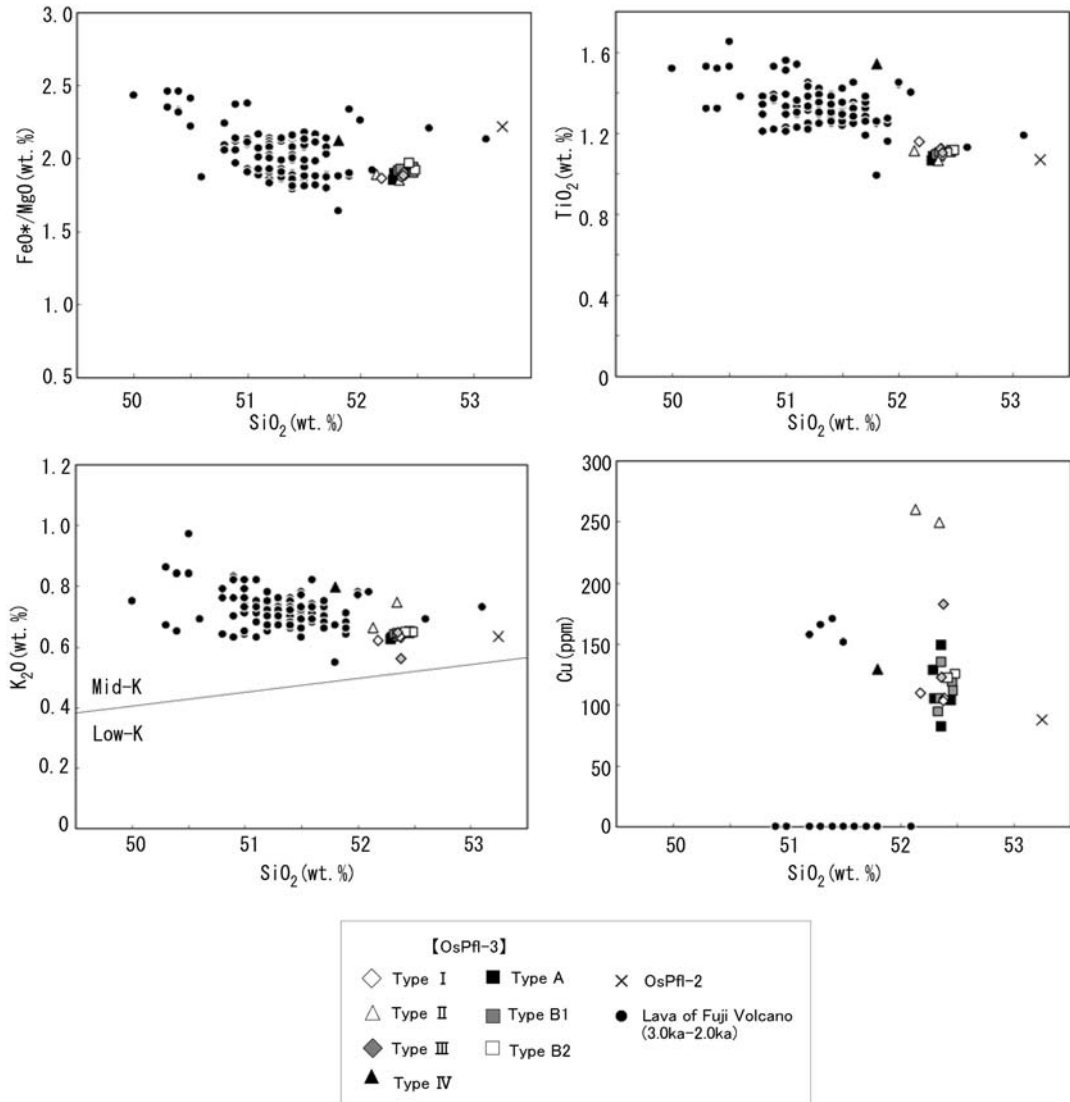 3.0
2.5
2.0
1.5
1.0
0.5
FeO*/MgO(wt. %)
50
51
52
53
SiO2(wt. %)
1.6
1.2
0.8
0.4
0
TiO2(wt. %)
50
51
52
53
SiO2(wt. %)
1.2
1.0
0.8
0.6
0.4
0.2
0
K2O(wt. %)
Mid-K
Low-K
50
51
52
53
SiO2(wt. %)
300
250
200
150
100
50
0
Cu(ppm)
50
51
52
53
SiO2(wt. %)
【OsPfl-3】
Type Ⅰ
Type Ⅱ
Type Ⅲ
Type Ⅳ
Type A
Type B1
Type B2
OsPfl-2
Lava of Fuji Volcano
(3.0ka-2.0ka)